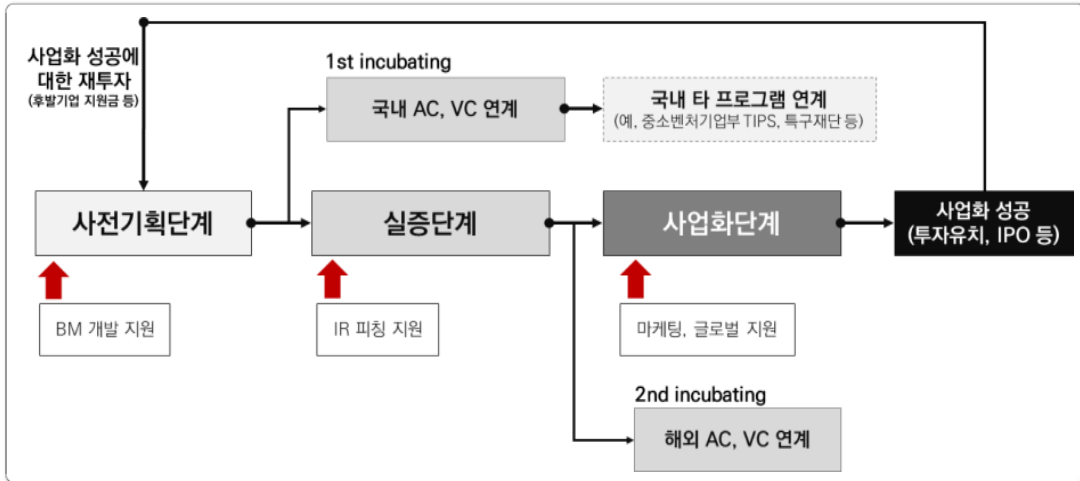 사업화 성공에
대한 재투자
(후발기업 지원금 등)
1st incubating
국내 AC, VC 연계
국내 타 프로그램 연계
(예, 중소벤처기업부 TIPS, 특구재단 등)
사전기획단계
실증단계
사업화단계
사업화 성공
(투자유치, IPO 등)
BM 개발 지원
IR 피칭 지원
마케팅, 글로벌 지원
2nd incubating
해외 AC, VC 연계